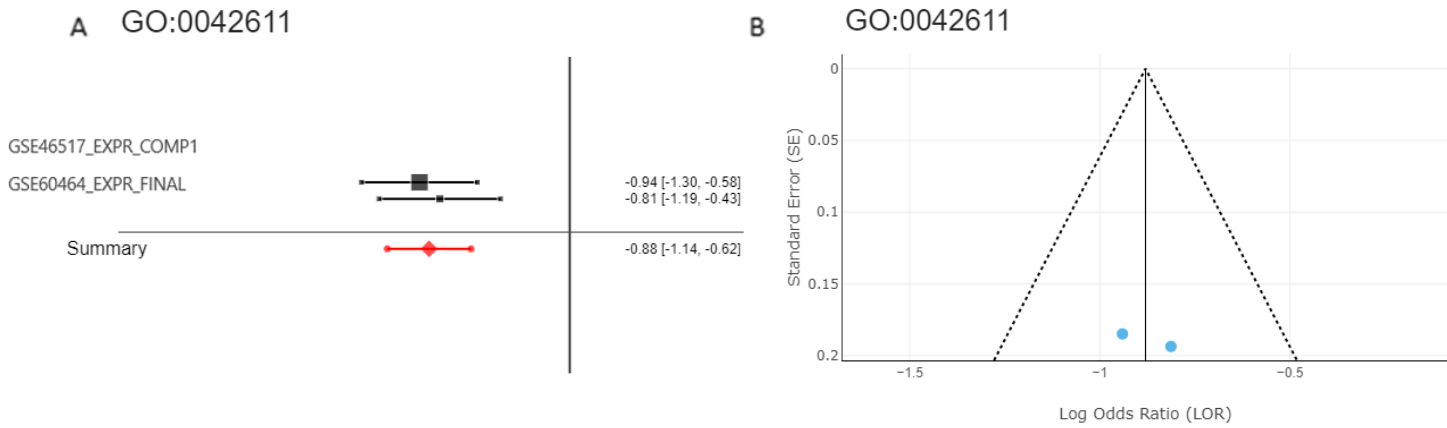 A GO:0042611
GSE46517_EXPR_COMP1
GSE60464_EXPR_FINAL
-0.94 [-1.30, -0.58]
-0.81 [-1.19, -0.43]
Summary
-0.88 [-1.14, -0.62]
B GO:0042611
0
0.05
0.1
0.15
0.2
Standard Error (SE)
−1.5 −1 −0.5
Log Odds Ratio (LOR)